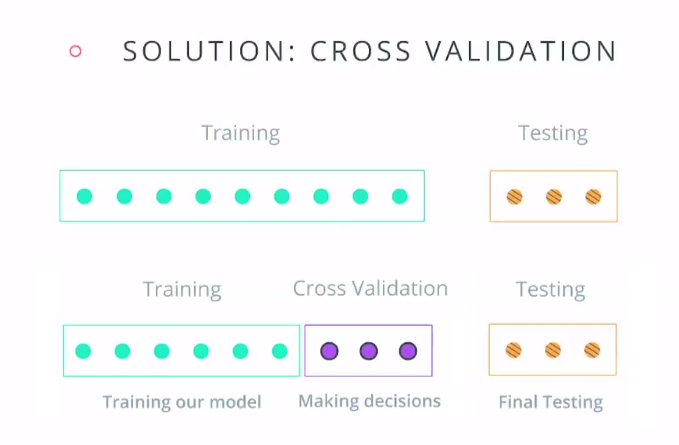 SOLUTION: CROSS VALIDATION
Training Testing
Training Cross Validation Testing
Training our model Making decisions Final Testing